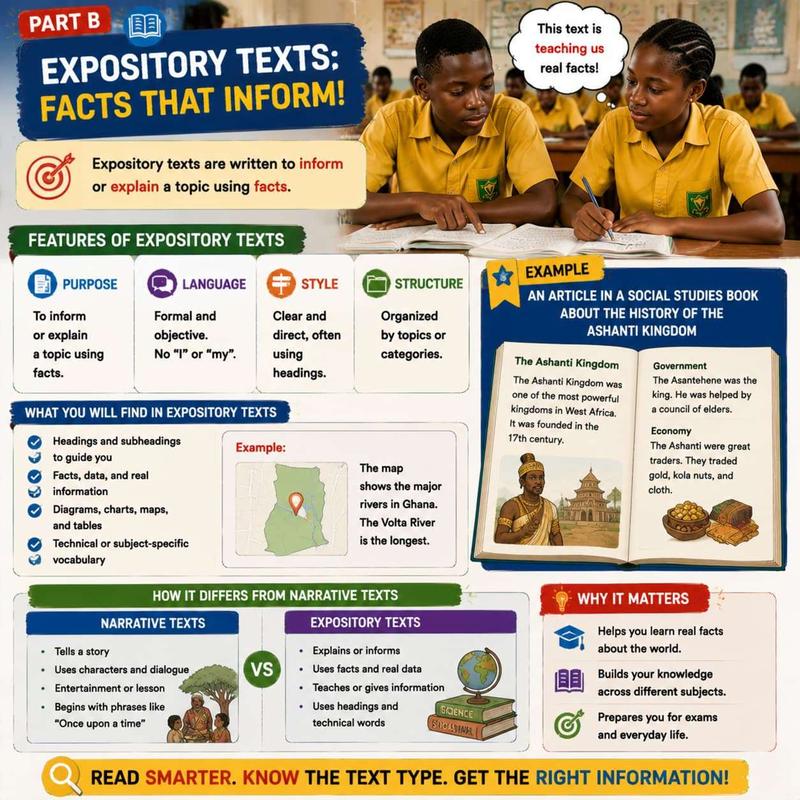 PART B
EXPOSITORY TEXTS:
FACTS THAT INFORM!
This text is
teaching us
real facts!
Expository texts are written to inform
or explain a topic using facts.
FEATURES OF EXPOSITORY TEXTS
PURPOSE
To inform
or explain
a topic using
facts.
LANGUAGE
Formal and
objective.
No “I” or “my”.
STYLE
Clear and
direct, often
using
headings.
STRUCTURE
Organized
by topics or
categories.
EXAMPLE
AN ARTICLE IN A SOCIAL STUDIES BOOK
ABOUT THE HISTORY OF THE
ASHANTI KINGDOM
The Ashanti Kingdom
The Ashanti Kingdom was
one of the most powerful
kingdoms in West Africa.
It was founded in the
17th century.
Government
The Asantehene was the
king. He was helped by
a council of elders.
Economy
The Ashanti were great
traders. They traded
gold, kola nuts, and
cloth.
WHAT YOU WILL FIND IN EXPOSITORY TEXTS
Headings and subheadings
to guide you
Facts, data, and real
information
Diagrams, charts, maps,
and tables
Technical or subject-specific
vocabulary
Example:
The map
shows the major
rivers in Ghana.
The Volta River
is the longest.
HOW IT DIFFERS FROM NARRATIVE TEXTS
NARRATIVE TEXTS
• Tells a story
• Uses characters and dialogue
• Entertainment or lesson
• Begins with phrases like
“Once upon a time”
VS
EXPOSITORY TEXTS
• Explains or informs
• Uses facts and real data
• Teaches or gives information
• Uses headings and
technical words
SCIENCE
WHY IT MATTERS
Helps you learn real facts
about the world.
Builds your knowledge
across different subjects.
Prepares you for exams
and everyday life.
READ SMARTER. KNOW THE TEXT TYPE. GET THE RIGHT INFORMATION!